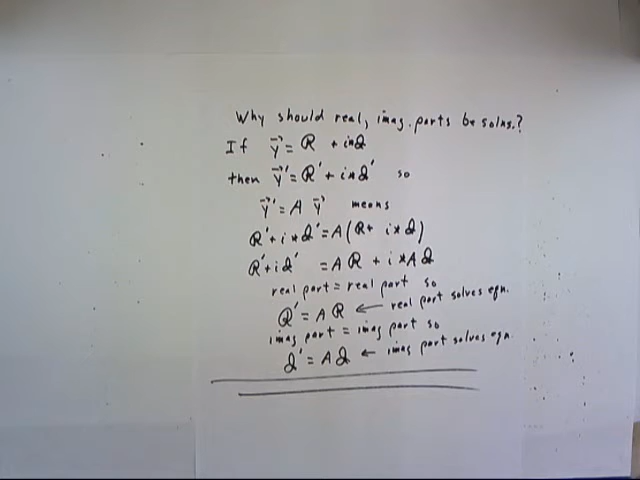 Why should real, imag. parts be solns.?
If y⃗ = R + i*Q
then y⃗' = R' + i*Q' so
y⃗' = A y⃗ means
R' + i*Q' = A(R + i*Q)
R' + iQ' = AR + i*AQ
real part = real part so
R' = AR ← real part solves eqn.
imag part = imag part so
Q' = AQ ← imag part solves eqn.